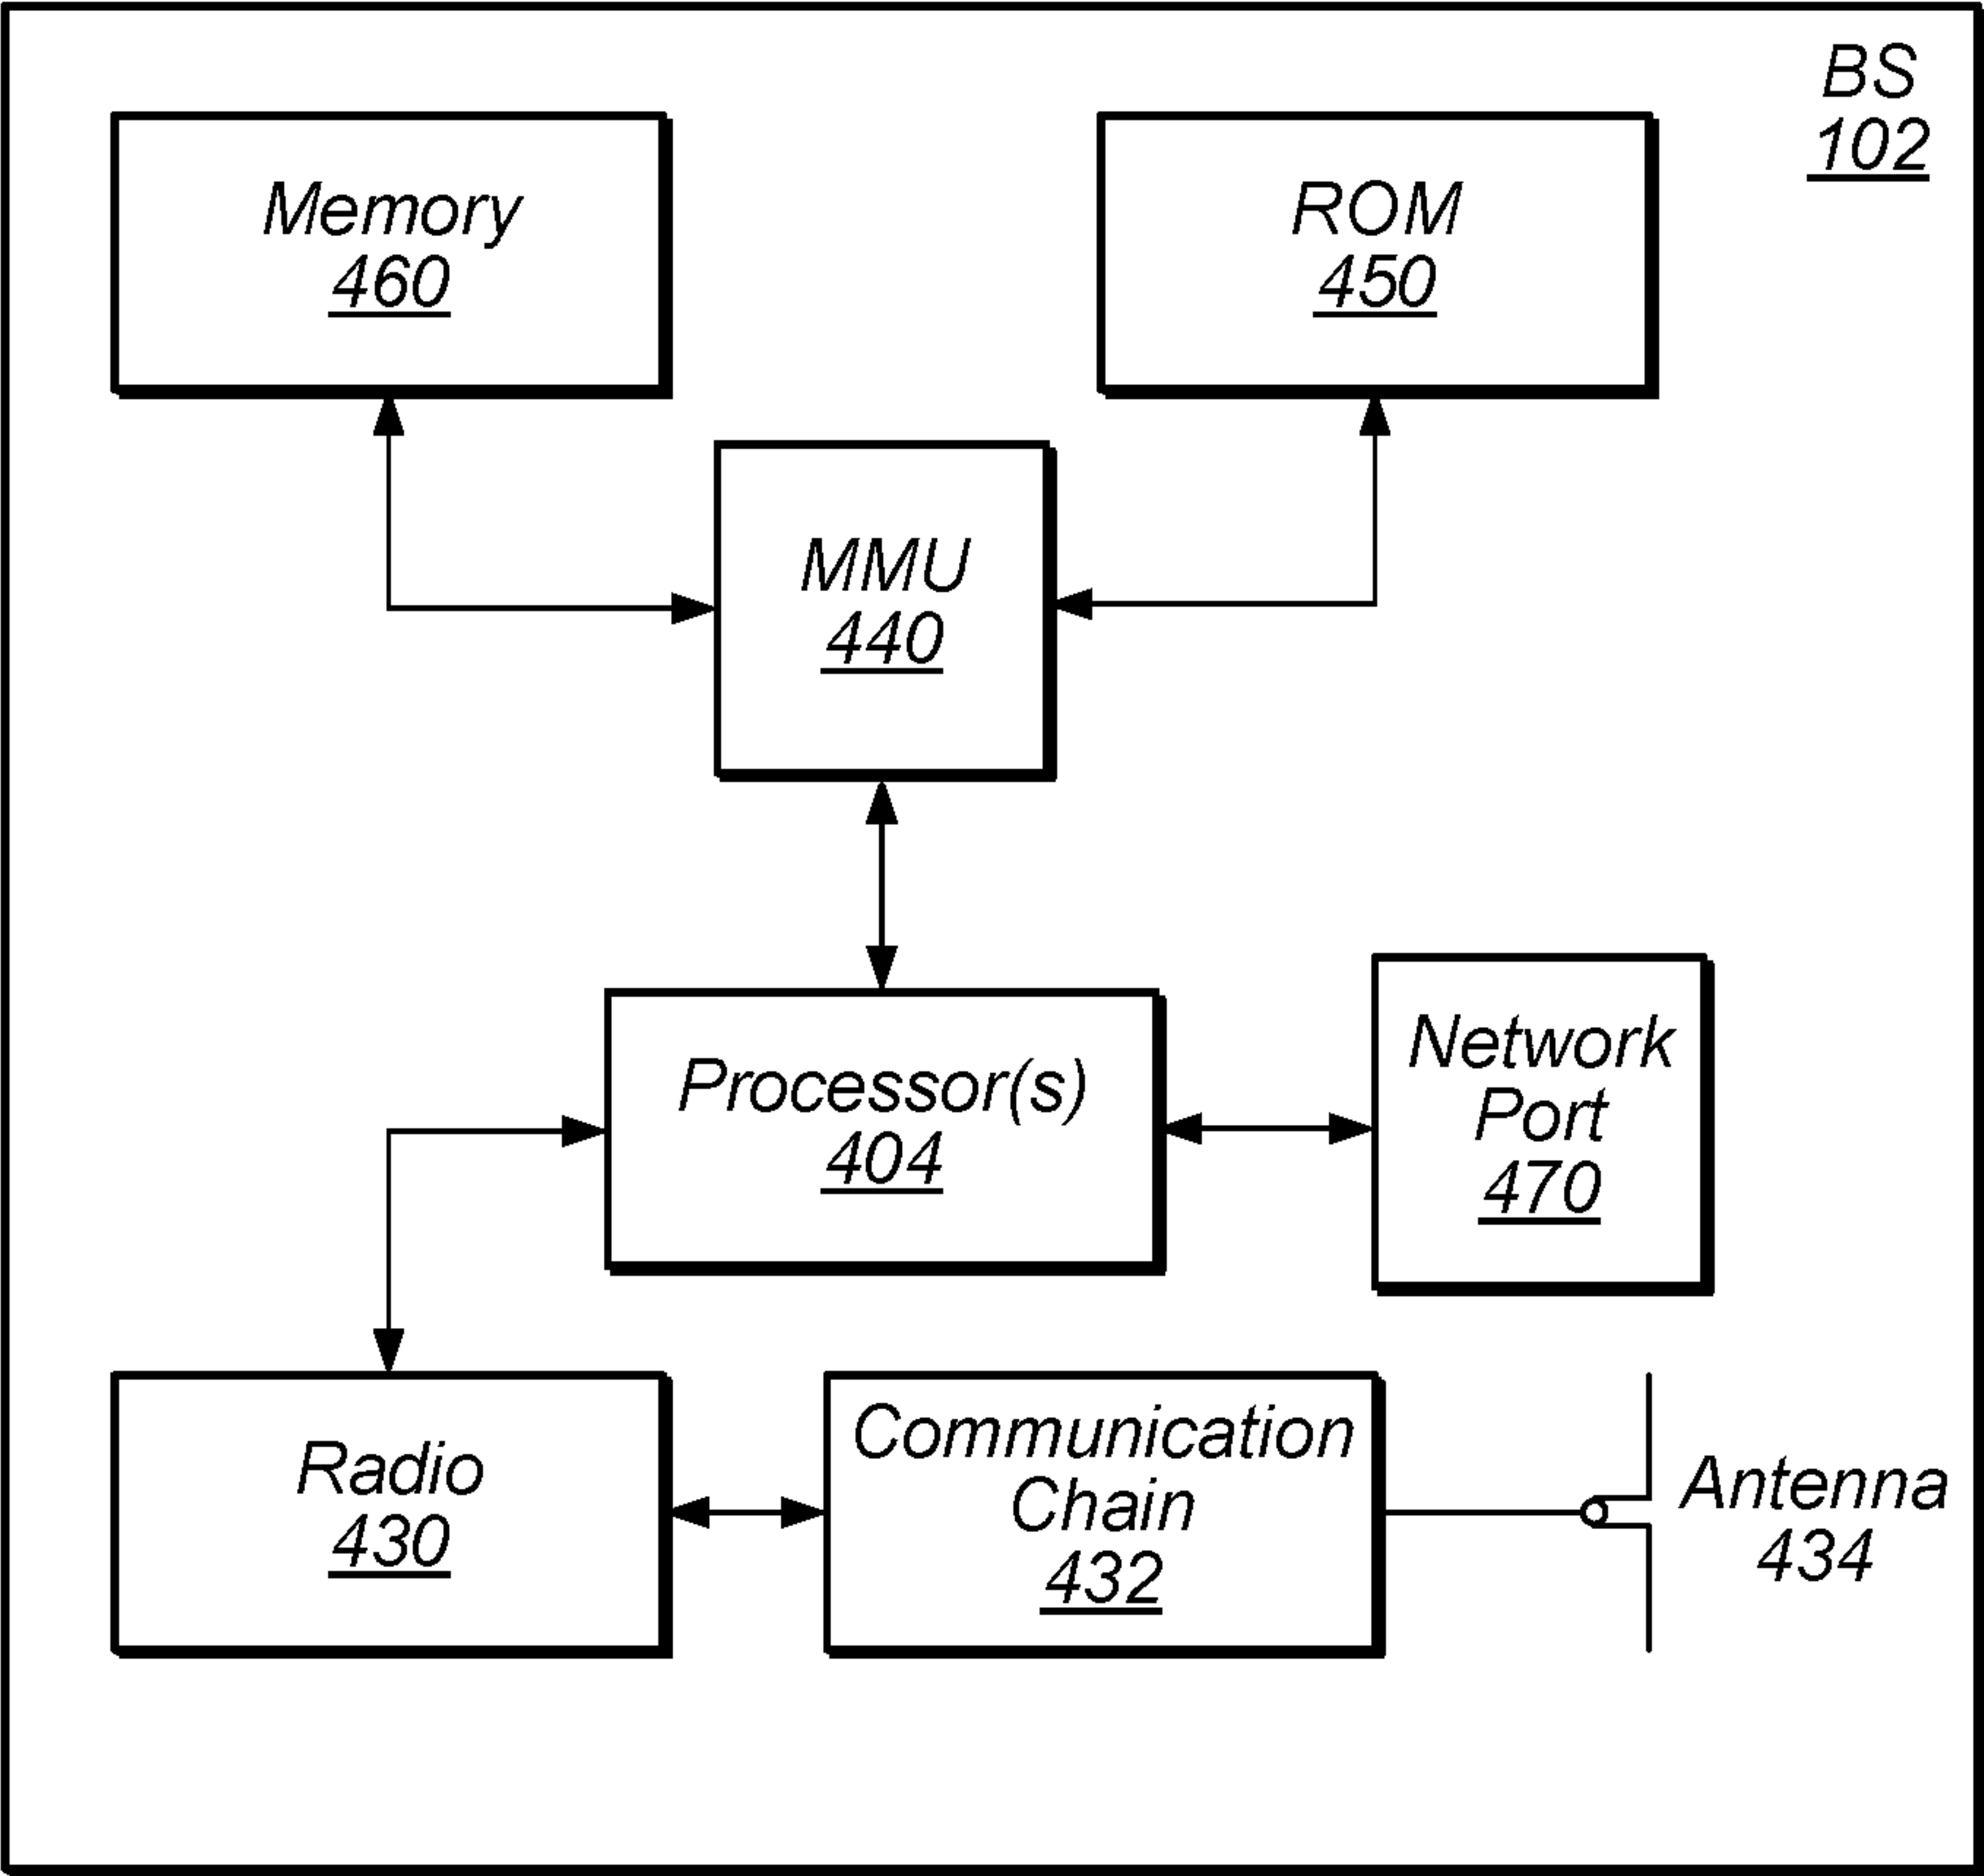 BS
102
Memory
460
ROM
450
MMU
440
Processor(s)
404
Network
Port
470
Radio
430
Communication
Chain
432
Antenna
434